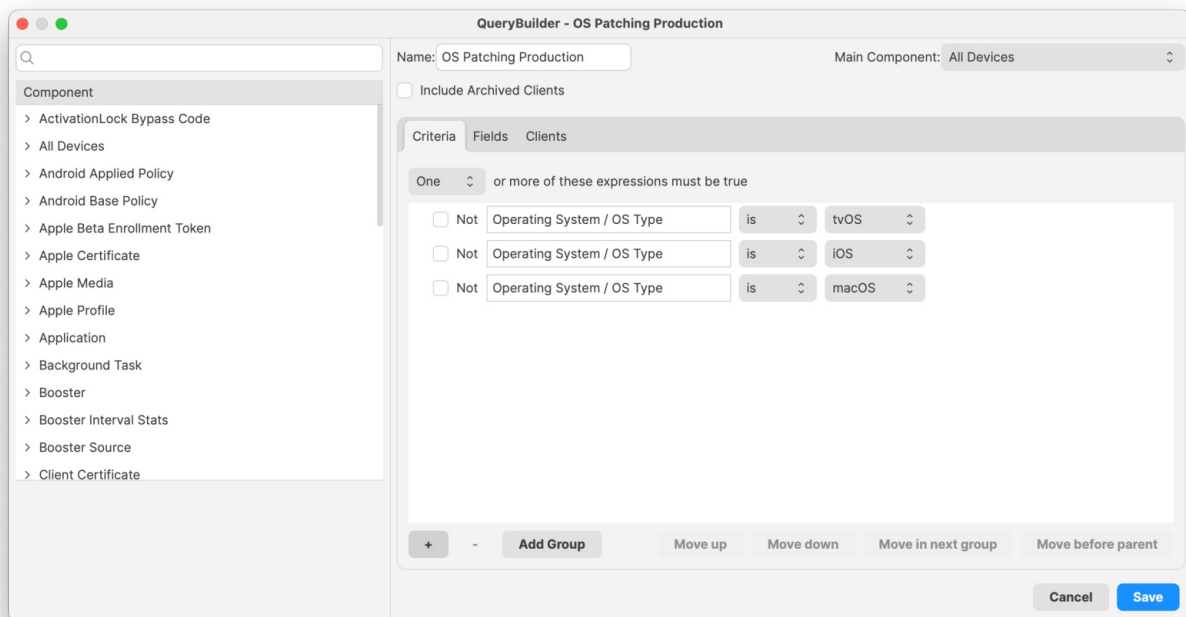 QueryBuilder - OS Patching Production
Name: OS Patching Production
Main Component: All Devices
Include Archived Clients
Component
ActivationLock Bypass Code
All Devices
Android Applied Policy
Android Base Policy
Apple Beta Enrollment Token
Apple Certificate
Apple Media
Apple Profile
Application
Background Task
Booster
Booster Interval Stats
Booster Source
Client Certificate
Criteria Fields Clients
One or more of these expressions must be true
Not Operating System / OS Type is tvOS
Not Operating System / OS Type is iOS
Not Operating System / OS Type is macOS
+ - Add Group Move up Move down Move in next group Move before parent
Cancel Save